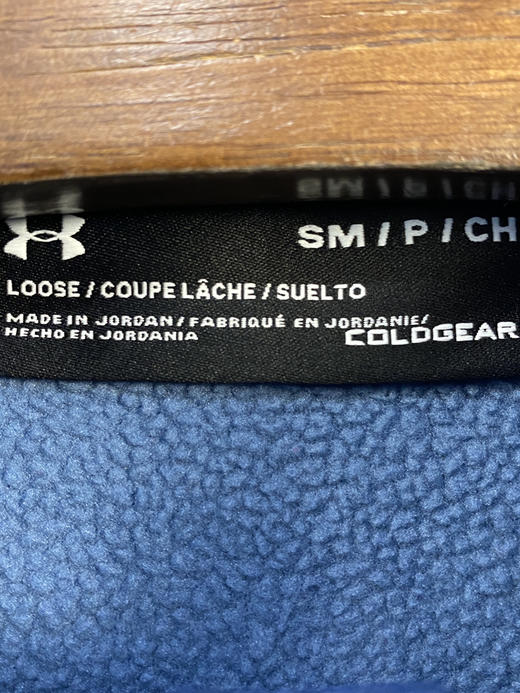 SM / P / CH
LOOSE / COUPE LÂCHE / SUELTO
MADE IN JORDAN / FABRIQUÉ EN JORDANIE/
HECHO EN JORDANIA
COLDGEAR